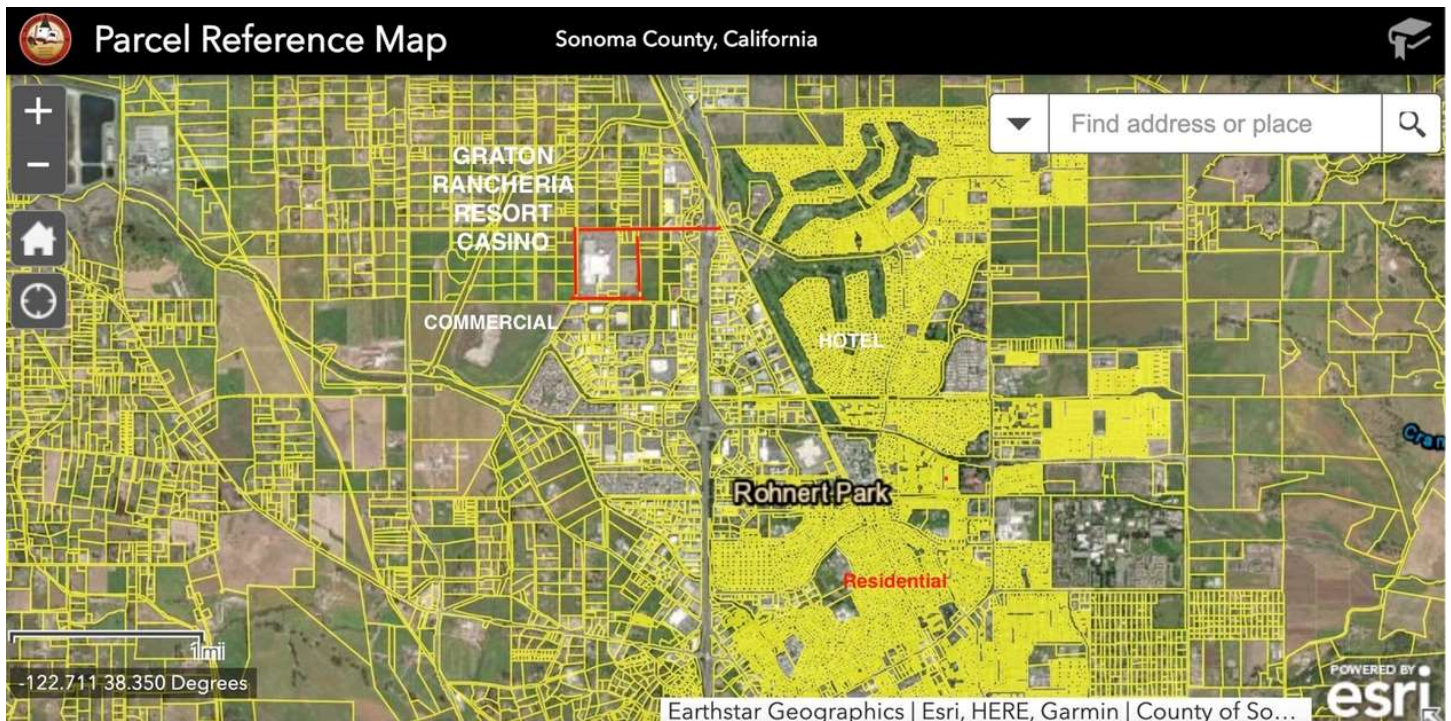 Parcel Reference Map
Sonoma County, California
+
Find address or place
−
GRATON
RANCHERIA
RESORT
CASINO
COMMERCIAL
HOTEL
Rohnert Park
Residential
Cran
1mi
-122.711 38.350 Degrees
POWERED BY
esri
Earthstar Geographics | Esri, HERE, Garmin | County of So...